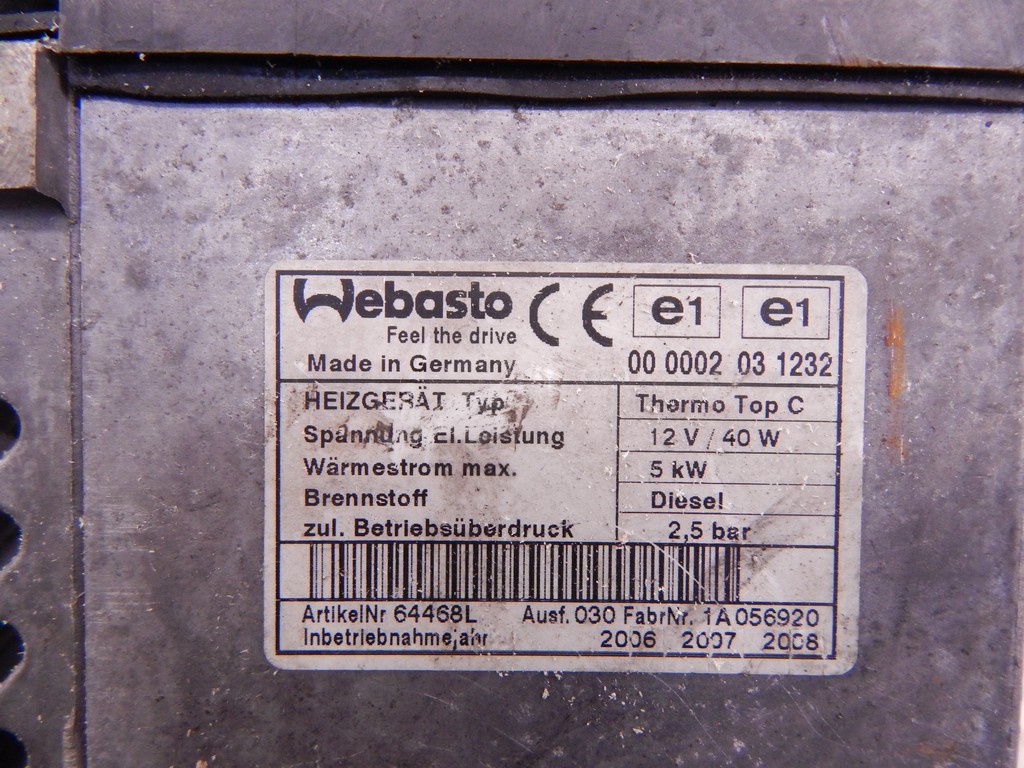 Webasto CE e1 e1
Feel the drive
Made in Germany 00 0002 03 1232
HEIZGERÄT Typ Thermo Top C
Spannung El.Leistung 12 V / 40 W
Wärmestrom max. 5 kW
Brennstoff Diesel
zul. Betriebsüberdruck 2,5 bar
ArtikelNr 64468L Ausf. 030 FabrNr. 1A056920
Inbetriebnahmejahr 2006 2007 2008